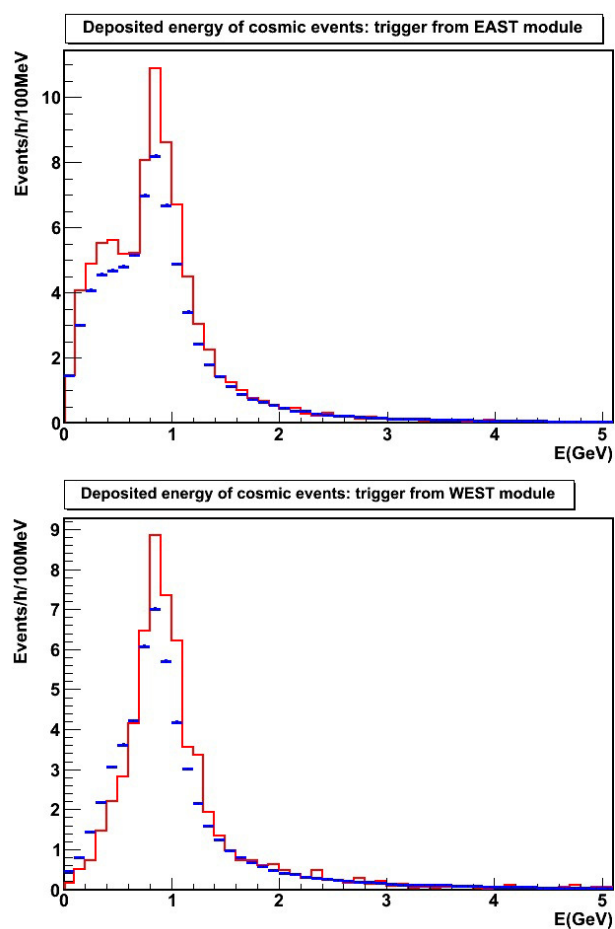 Deposited energy of cosmic events: trigger from EAST module
Events/h/100MeV
10
8
6
4
2
0
0 1 2 3 4 5
E(GeV)
Deposited energy of cosmic events: trigger from WEST module
Events/h/100MeV
9
8
7
6
5
4
3
2
1
0
0 1 2 3 4 5
E(GeV)